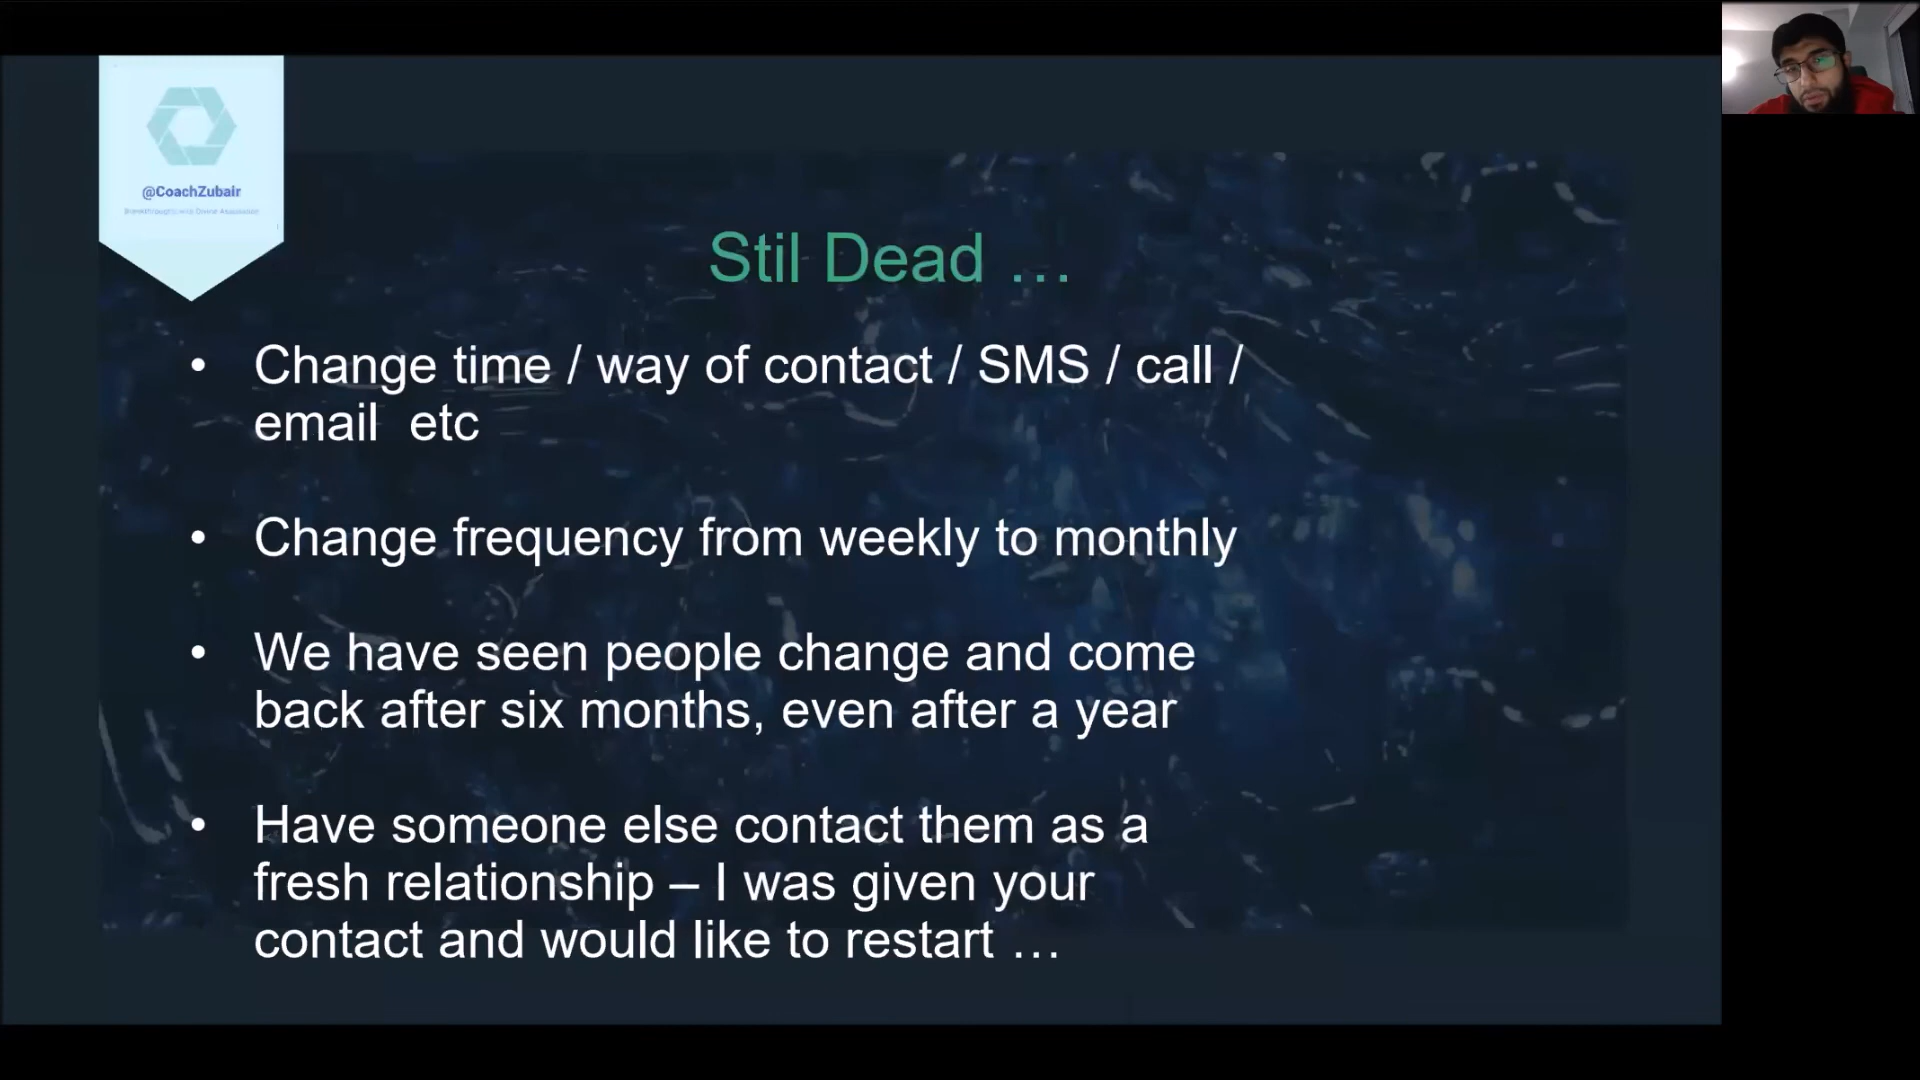 @CoachZubair
Stil Dead …
• Change time / way of contact / SMS / call /
email etc
• Change frequency from weekly to monthly
• We have seen people change and come
back after six months, even after a year
• Have someone else contact them as a
fresh relationship – I was given your
contact and would like to restart …